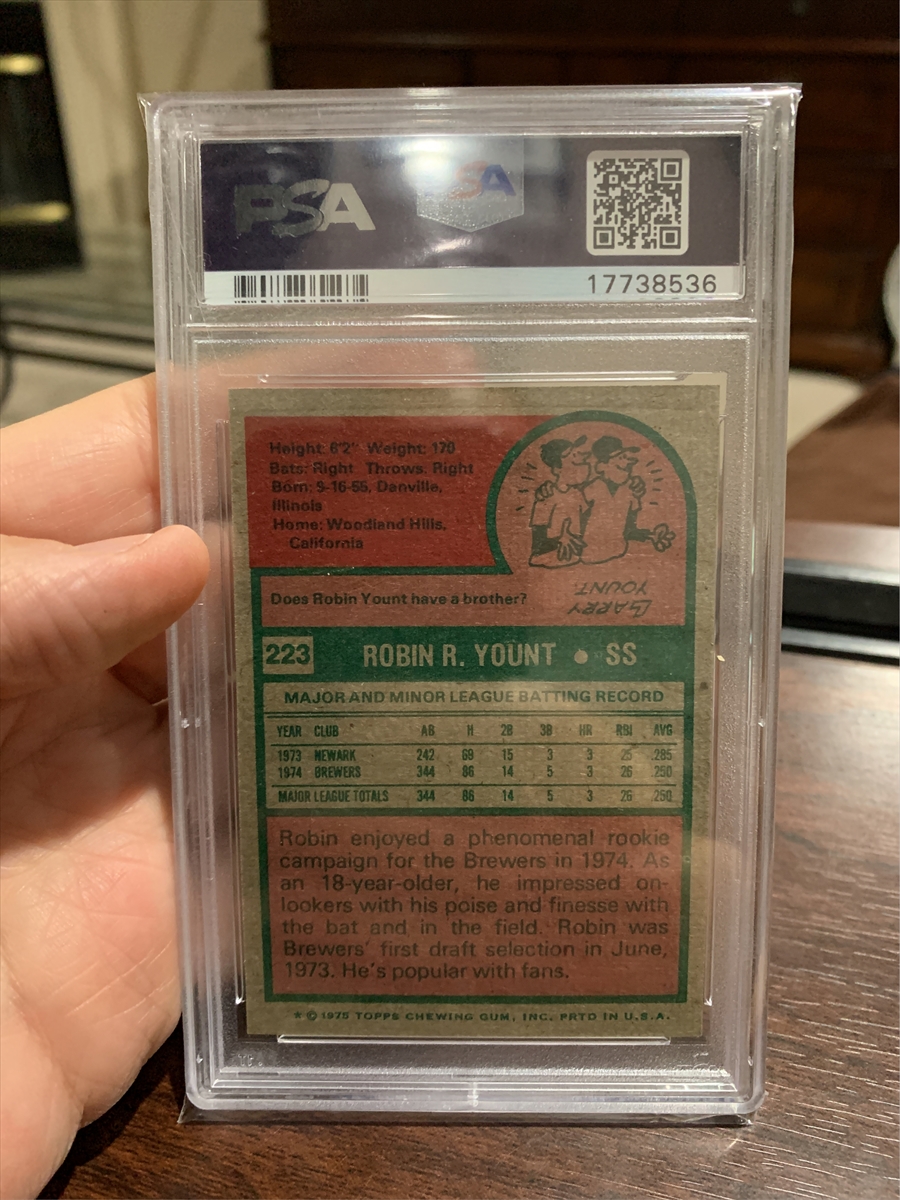 PSA
PSA
17738536
Height: 6'2" Weight: 170
Bats: Right Throws: Right
Born: 9-16-55, Danville,
Illinois
Home: Woodland Hills,
California
Does Robin Yount have a brother?
LARRY
YOUNT.
223 ROBIN R. YOUNT • SS
MAJOR AND MINOR LEAGUE BATTING RECORD
YEAR CLUB AB H 2B 3B HR RBI AVG
1973 NEWARK 242 69 15 3 3 25 .285
1974 BREWERS 344 86 14 5 3 26 .250
MAJOR LEAGUE TOTALS 344 86 14 5 3 26 .250
Robin enjoyed a phenomenal rookie
campaign for the Brewers in 1974. As
an 18-year-older, he impressed on-
lookers with his poise and finesse with
the bat and in the field. Robin was
Brewers' first draft selection in June,
1973. He's popular with fans.
* © 1975 TOPPS CHEWING GUM, INC. PRTD IN U.S.A.